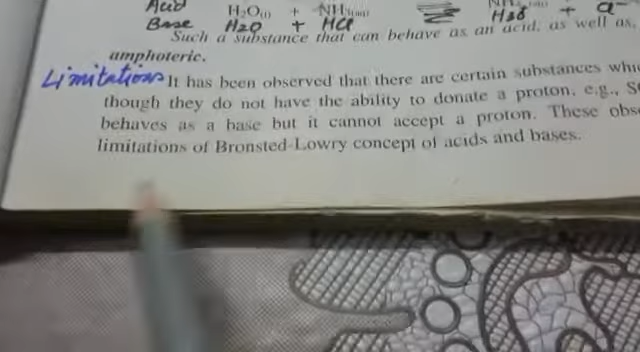 Acid H₂O(l) + NH₃(aq)
Base H2O + HCl ⇌ H3O + Cl⁻
Such a substance that can behave as an acid, as well as,
amphoteric.
Limitations It has been observed that there are certain substances
though they do not have the ability to donate a proton, e.g.,
behaves as a base but it cannot accept a proton. These
limitations of Bronsted-Lowry concept of acids and bases.